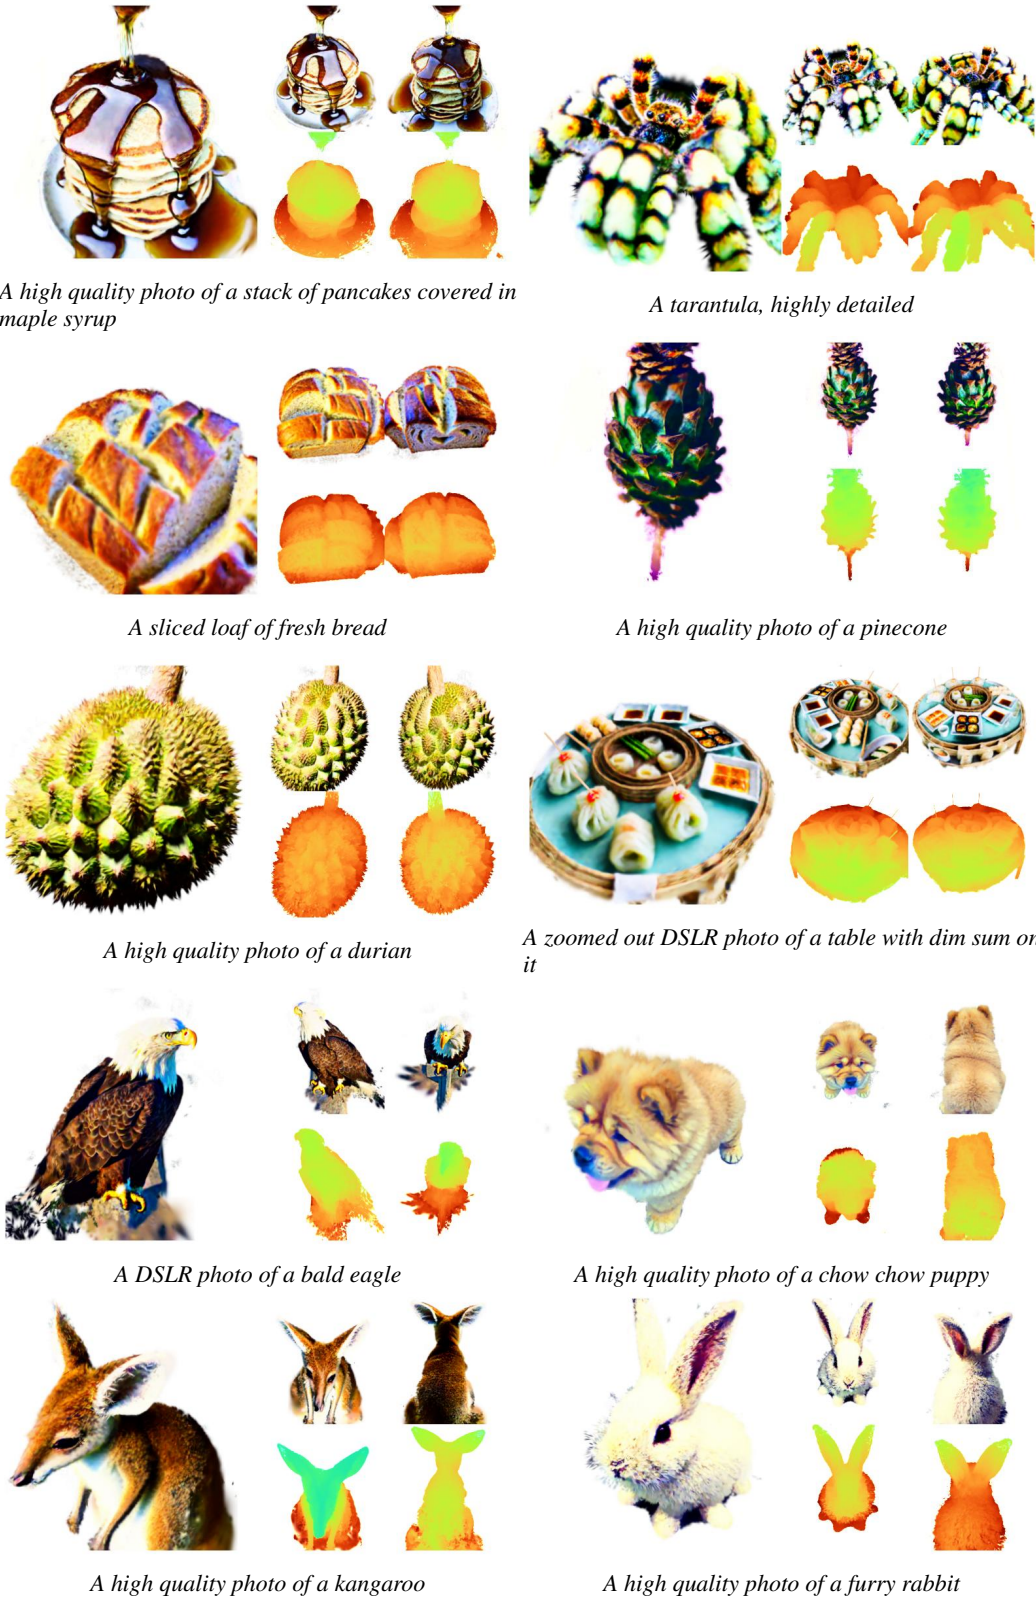 A high quality photo of a stack of pancakes covered in
maple syrup
A tarantula, highly detailed
A sliced loaf of fresh bread
A high quality photo of a pinecone
A high quality photo of a durian
A zoomed out DSLR photo of a table with dim sum on
it
A DSLR photo of a bald eagle
A high quality photo of a chow chow puppy
A high quality photo of a kangaroo
A high quality photo of a furry rabbit